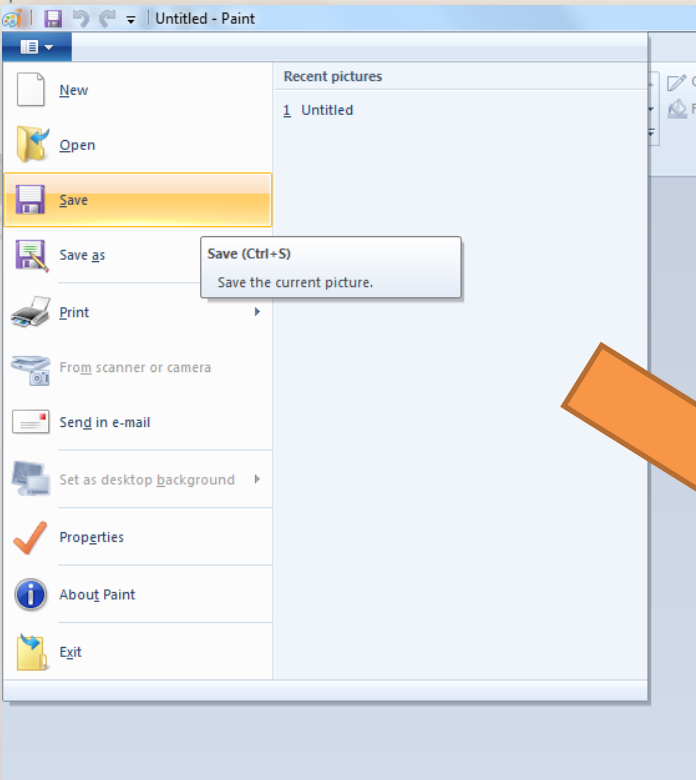 Untitled - Paint
New
Open
Save
Save as
Print
From scanner or camera
Send in e-mail
Set as desktop background
Properties
About Paint
Exit
Recent pictures
1 Untitled
Save (Ctrl+S)
Save the current picture.